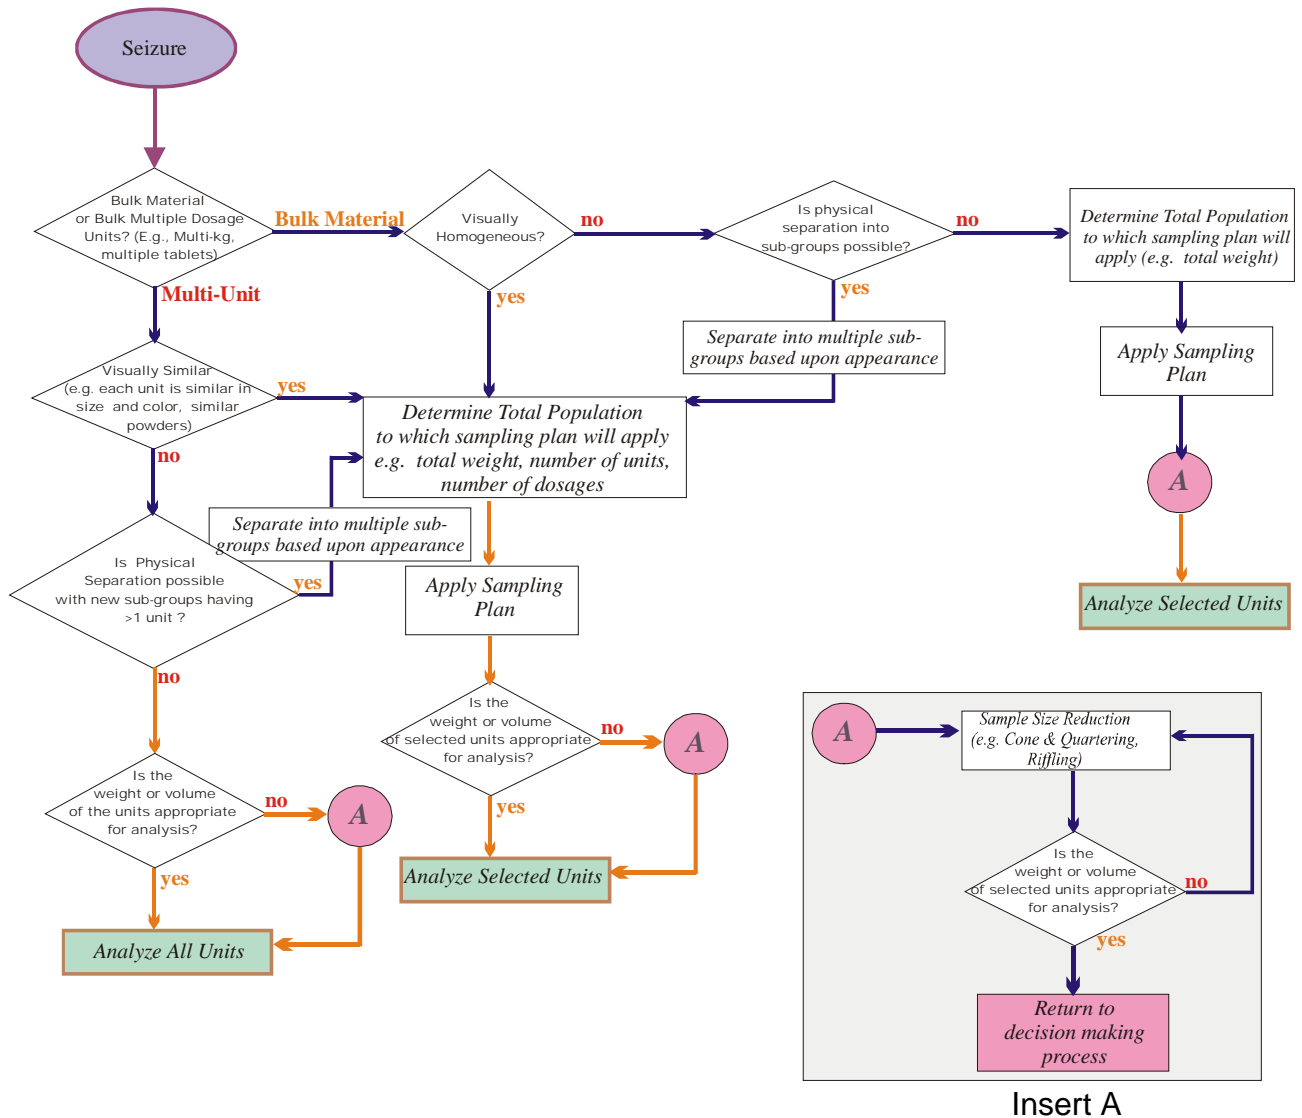 Seizure
Bulk Material
or Bulk Multiple Dosage
Units? (E.g., Multi-kg,
multiple tablets)
Bulk Material
Visually
Homogeneous?
no
Is physical
separation into
sub-groups possible?
no
Determine Total Population
to which sampling plan will
apply (e.g. total weight)
Multi-Unit
yes
yes
Separate into multiple sub-
groups based upon appearance
Apply Sampling
Plan
Visually Similar
(e.g. each unit is similar in
size and color, similar
powders)
yes
Determine Total Population
to which sampling plan will apply
e.g. total weight, number of units,
number of dosages
no
A
Separate into multiple sub-
groups based upon appearance
Is Physical
Separation possible
with new sub-groups having
>1 unit ?
yes
Apply Sampling
Plan
Analyze Selected Units
no
Is the
weight or volume
of selected units appropriate
for analysis?
no
A
yes
Analyze Selected Units
Is the
weight or volume
of the units appropriate
for analysis?
no
A
yes
Analyze All Units
A
Sample Size Reduction
(e.g. Cone & Quartering,
Riffling)
Is the
weight or volume
of selected units appropriate
for analysis?
no
yes
Return to
decision making
process
Insert A